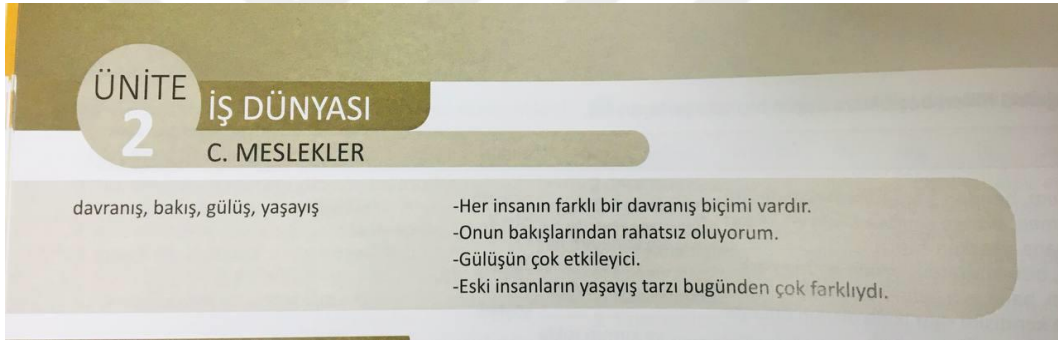 ÜNİTE
2
İŞ DÜNYASI
C. MESLEKLER
davranış, bakış, gülüş, yaşayış
-Her insanın farklı bir davranış biçimi vardır.
-Onun bakışlarından rahatsız oluyorum.
-Gülüşün çok etkileyici.
-Eski insanların yaşayış tarzı bugünden çok farklıydı.